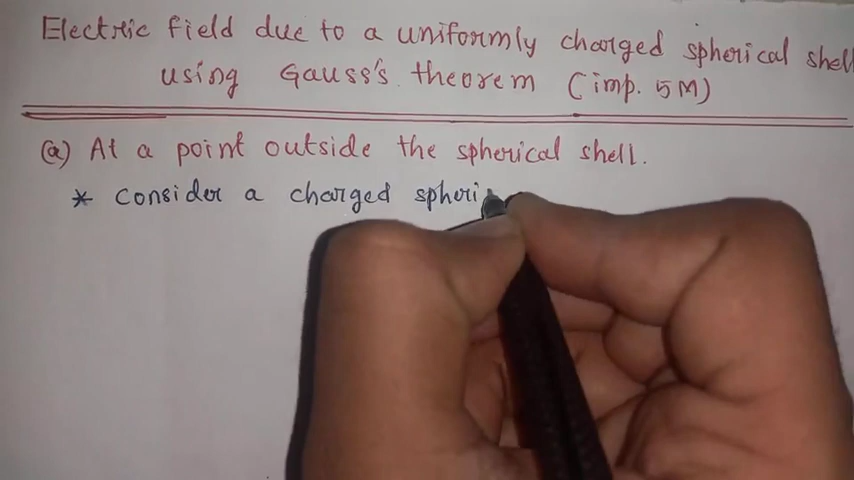 Electric field due to a uniformly charged spherical shell
using Gauss's theorem (imp. 5M)
(a) At a point outside the spherical shell.
* consider a charged spheri